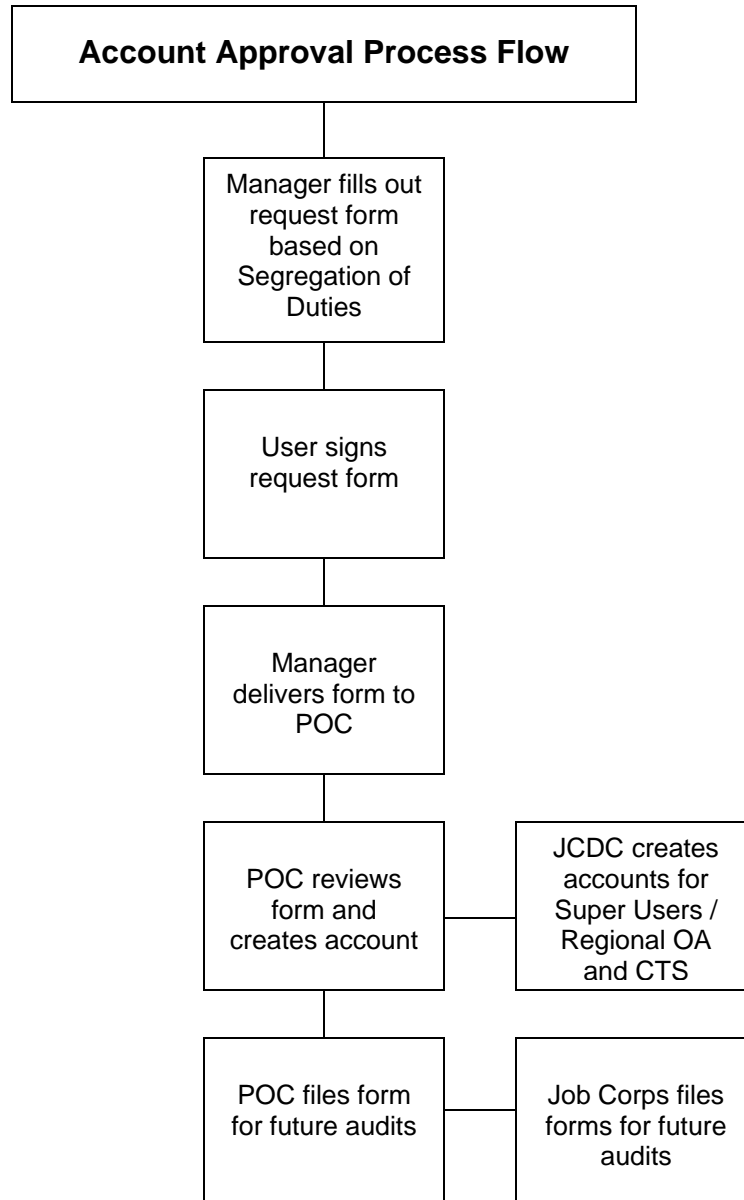 Account Approval Process Flow
Manager fills out
request form
based on
Segregation of
Duties
User signs
request form
Manager
delivers form to
POC
POC reviews
form and
creates account
JCDC creates
accounts for
Super Users /
Regional OA
and CTS
POC files form
for future audits
Job Corps files
forms for future
audits